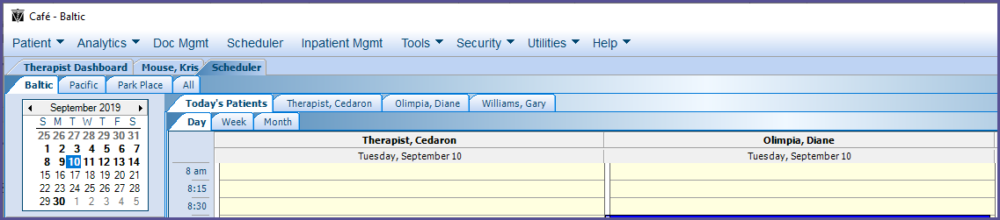 Café - Baltic
Patient Analytics Doc Mgmt Scheduler Inpatient Mgmt Tools Security Utilities Help
Therapist Dashboard Mouse, Kris Scheduler
Baltic Pacific Park Place All
September 2019
S M T W T F S
25 26 27 28 29 30 31
1 2 3 4 5 6 7
8 9 10 11 12 13 14
15 16 17 18 19 20 21
22 23 24 25 26 27 28
29 30 1 2 3 4 5
Today's Patients Therapist, Cedaron Olimpia, Diane Williams, Gary
Day Week Month
Therapist, Cedaron Olimpia, Diane
Tuesday, September 10 Tuesday, September 10
8 am
8:15
8:30